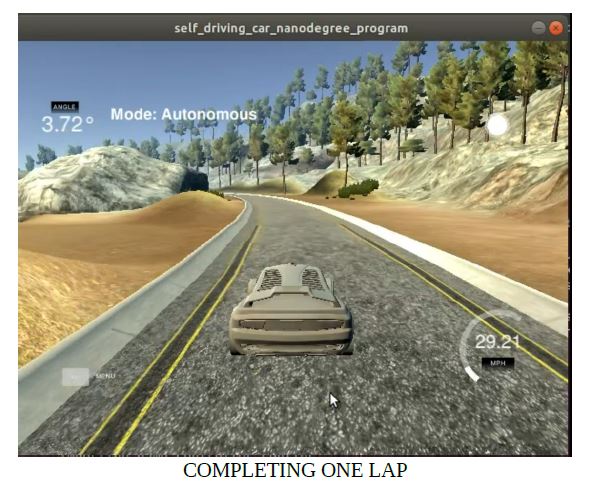 self_driving_car_nanodegree_program
ANGLE
3.72°
Mode: Autonomous
29.21
MPH
MENU
COMPLETING ONE LAP